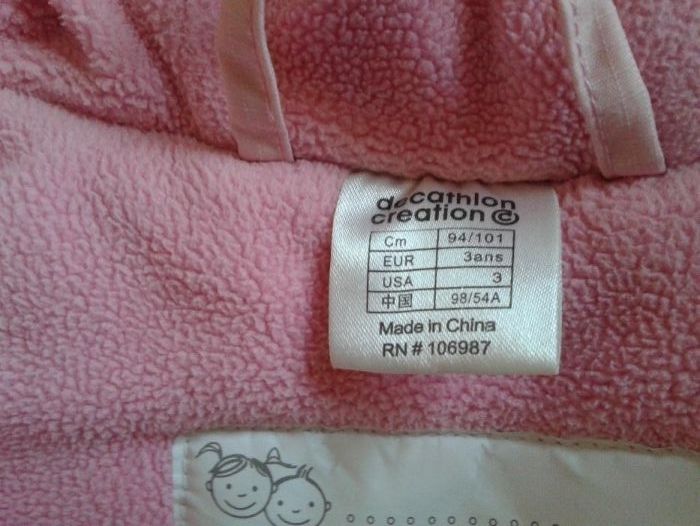 decathlon
creation ©
Cm 94/101
EUR 3ans
USA 3
中国 98/54A
Made in China
RN # 106987